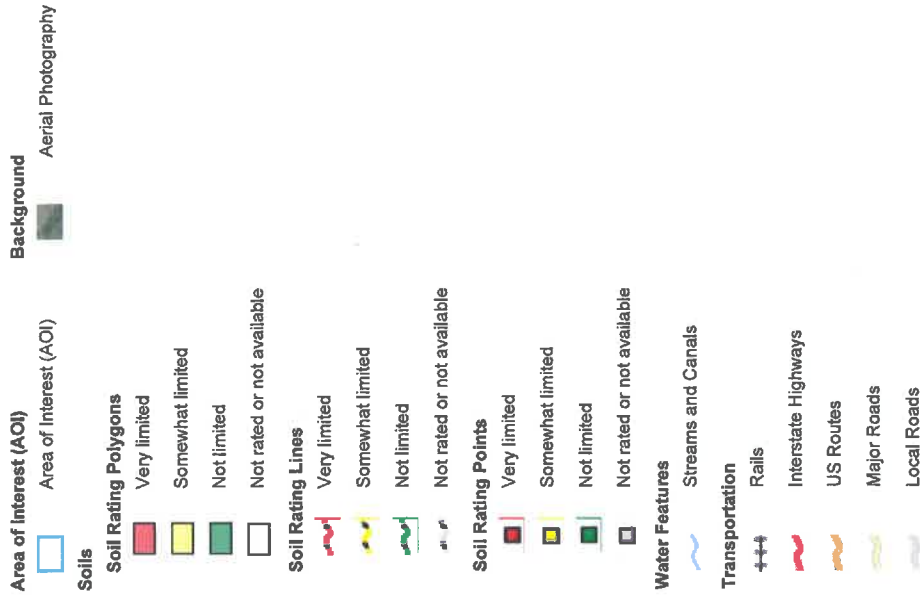 Area of Interest (AOI)
Area of Interest (AOI)
Soils
Soil Rating Polygons
Very limited
Somewhat limited
Not limited
Not rated or not available
Soil Rating Lines
Very limited
Somewhat limited
Not limited
Not rated or not available
Soil Rating Points
Very limited
Somewhat limited
Not limited
Not rated or not available
Water Features
Streams and Canals
Transportation
Rails
Interstate Highways
US Routes
Major Roads
Local Roads
Background
Aerial Photography